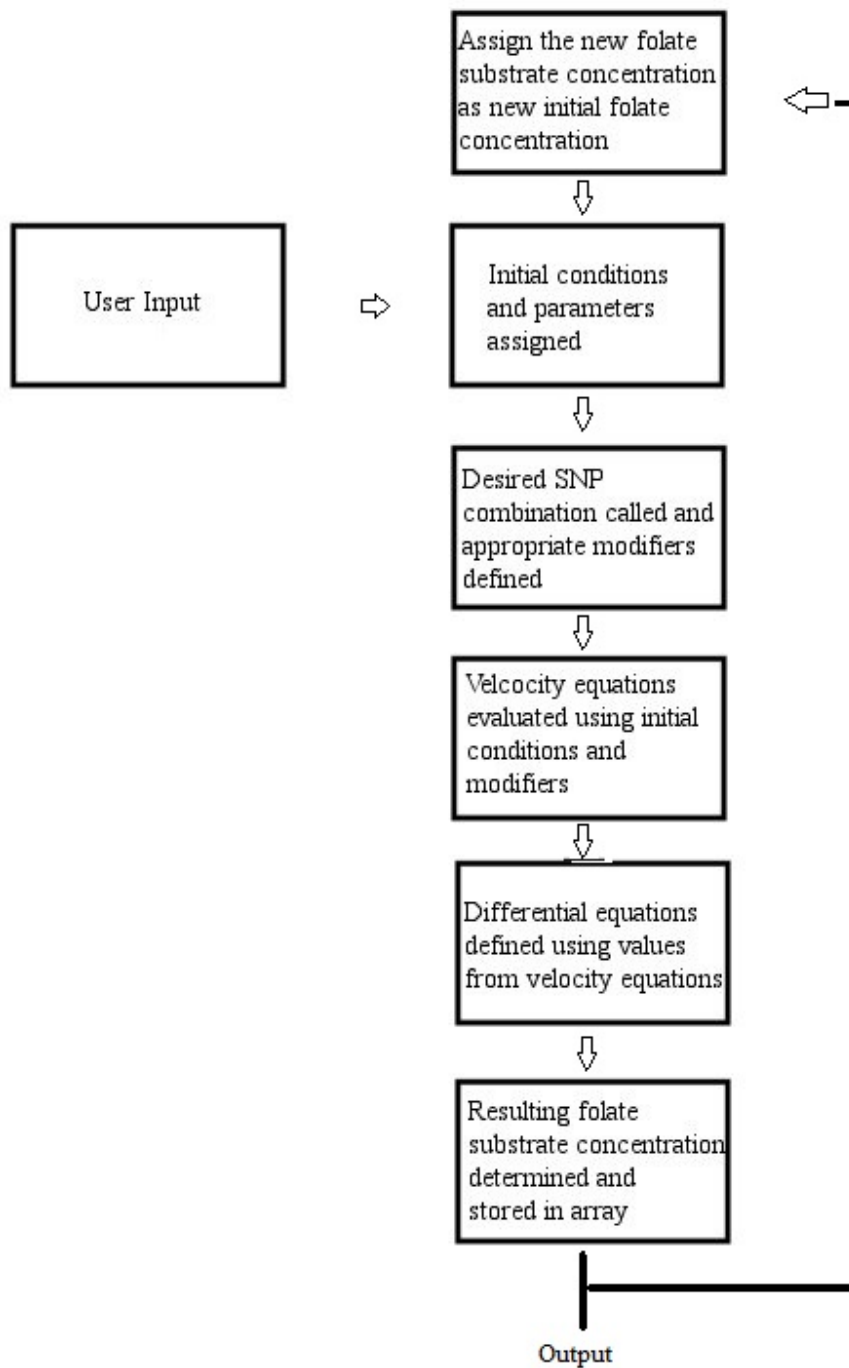 Assign the new folate
substrate concentration
as new initial folate
concentration
User Input
Initial conditions
and parameters
assigned
Desired SNP
combination called and
appropriate modifiers
defined
Velcocity equations
evaluated using initial
conditions and
modifiers
Differential equations
defined using values
from velocity equations
Resulting folate
substrate concentration
determined and
stored in array
Output